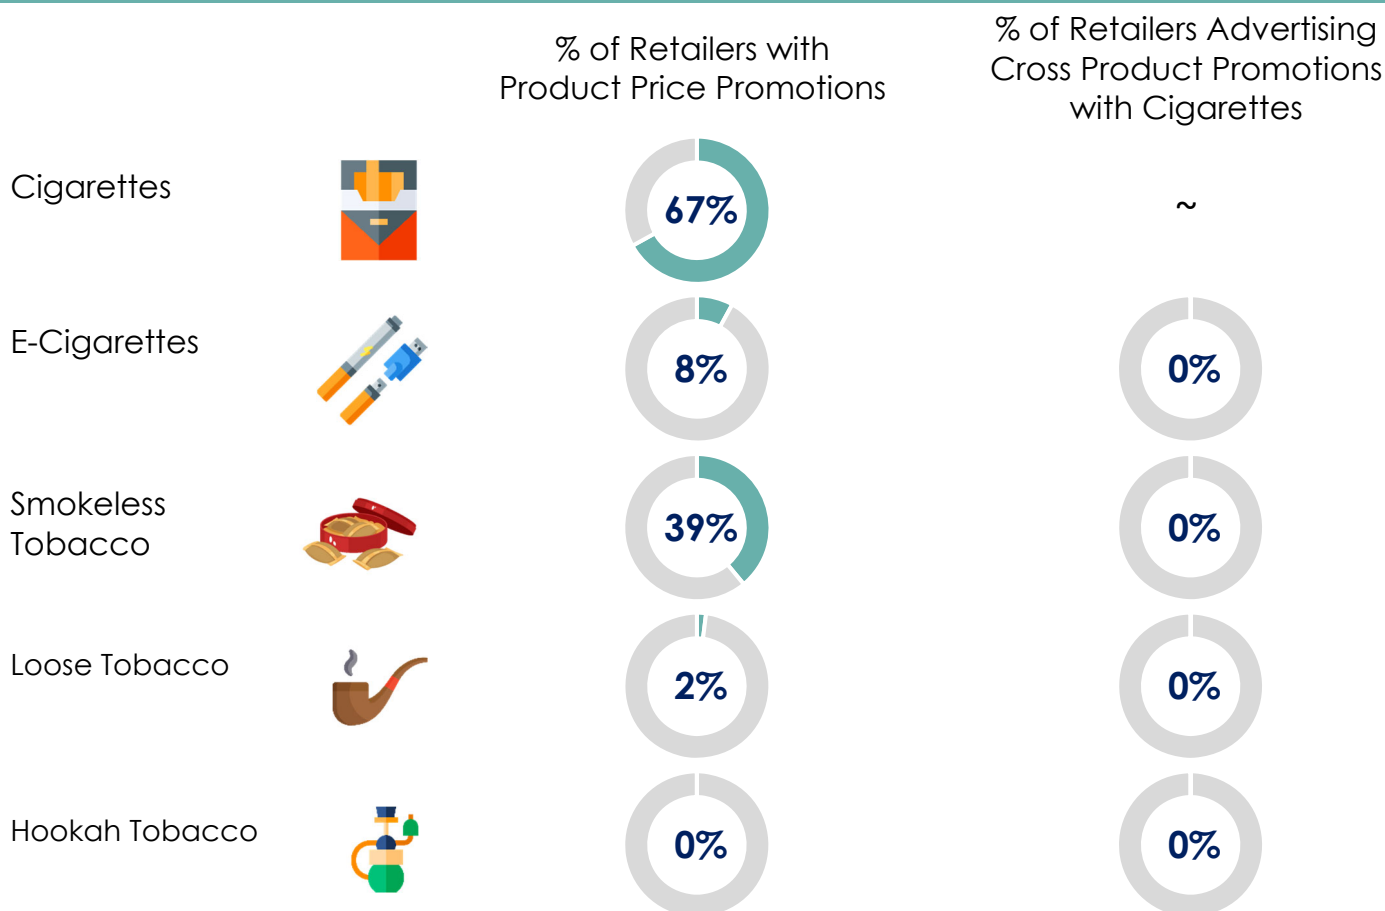 % of Retailers with
Product Price Promotions
% of Retailers Advertising
Cross Product Promotions
with Cigarettes
Cigarettes
67%
~
E-Cigarettes
8%
0%
Smokeless
Tobacco
39%
0%
Loose Tobacco
2%
0%
Hookah Tobacco
0%
0%